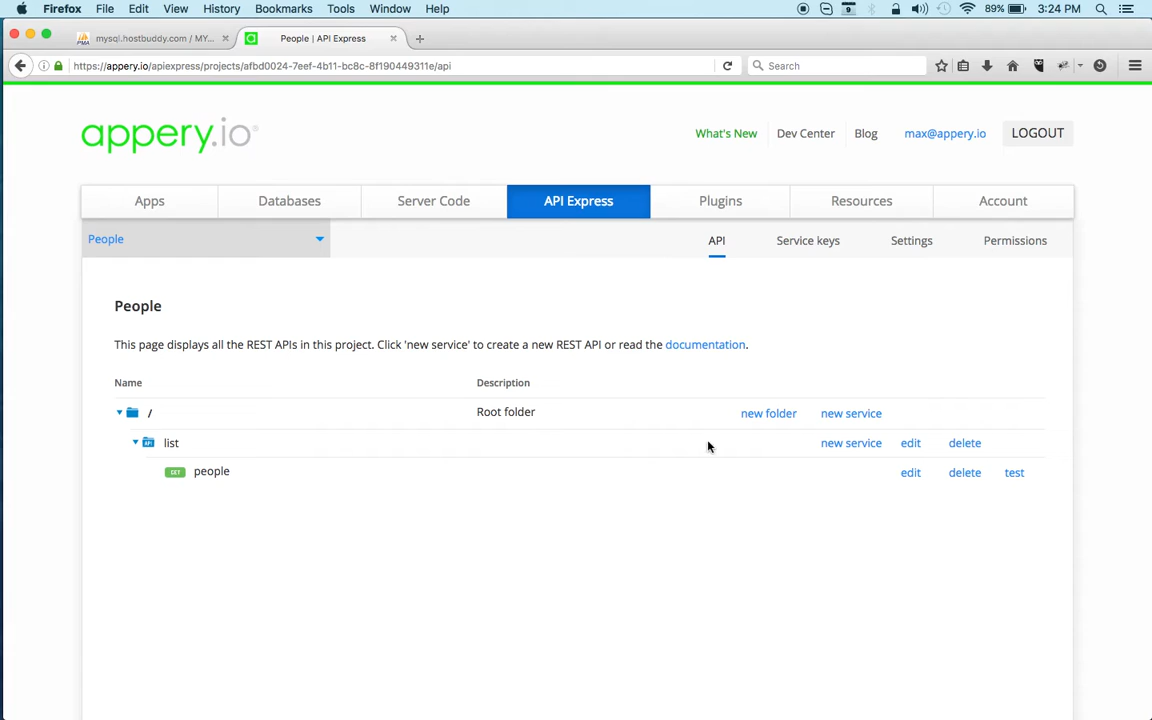 Firefox File Edit View History Bookmarks Tools Window Help 9 89% 3:24 PM
PMA mysql.hostbuddy.com / MY... × People | API Express × +
https://appery.io/apiexpress/projects/afbd0024-7eef-4b11-bc8c-8f190449311e/api Search
appery.io®
What's New Dev Center Blog max@appery.io LOGOUT
Apps Databases Server Code API Express Plugins Resources Account
People API Service keys Settings Permissions
People
This page displays all the REST APIs in this project. Click 'new service' to create a new REST API or read the documentation.
Name Description
/ Root folder new folder new service
API list new service edit delete
GET people edit delete test